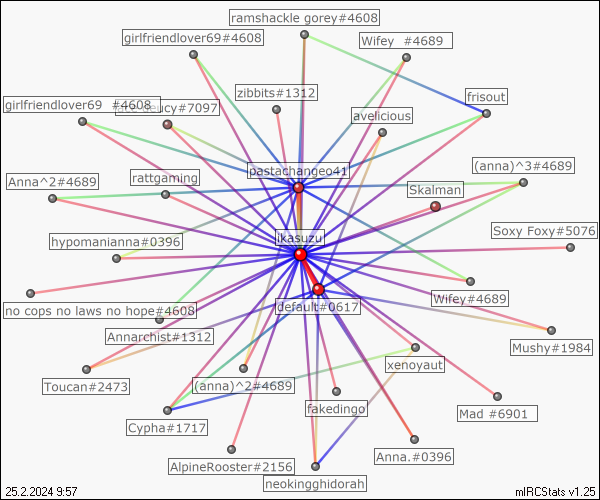 ramshackle gorey#4608
girlfriendlover69#4608
Wifey #4689
zibbits#1312
frisout
girlfriendlover69 #4608
deucy#7097
avelicious
pastachangeo41
(anna)^3#4689
Anna^2#4689
rattgaming
Skalman
hypomanianna#0396
ikasuzu
Soxy Foxy#5076
no cops no laws no hope#4608
default#0617
Wifey#4689
Annarchist#1312
Mushy#1984
xenoyaut
Toucan#2473
(anna)^2#4689
fakedingo
Mad #6901
Cypha#1717
Anna.#0396
AlpineRooster#2156
neokingghidorah
25.2.2024 9:57
mIRCStats v1.25